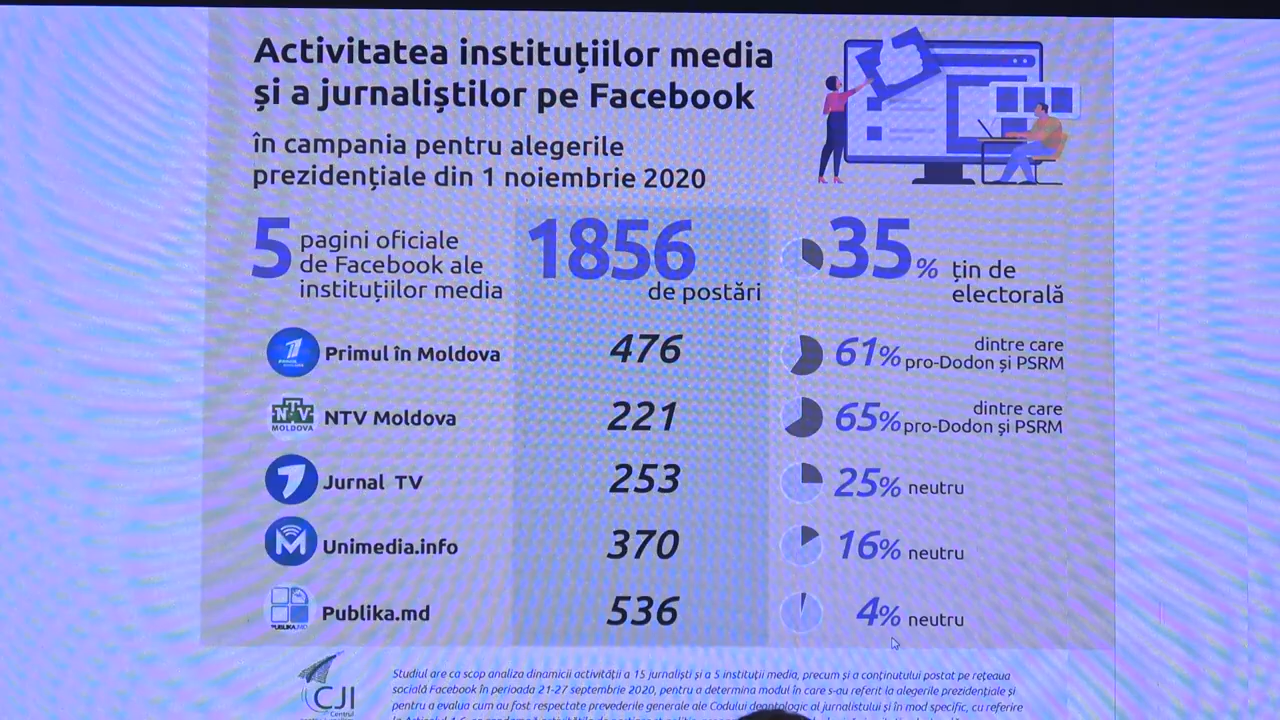 Activitatea instituțiilor media
și a jurnaliștilor pe Facebook
în campania pentru alegerile
prezidențiale din 1 noiembrie 2020
5 pagini oficiale
de Facebook ale
instituțiilor media
1856
de postări
35% țin de
electorală
Primul în Moldova 476 61% dintre care
pro-Dodon și PSRM
NTV
MOLDOVA
NTV Moldova 221 65% dintre care
pro-Dodon și PSRM
Jurnal TV 253 25% neutru
Unimedia.info 370 16% neutru
PUBLIKA.MD
Publika.md 536 4% neutru
CJI
Centrul
Studiul are ca scop analiza dinamicii activității a 15 jurnaliști și a 5 instituții media, precum și a conținutului postat pe rețeaua
socială Facebook în perioada 21-27 septembrie 2020, pentru a determina modul în care s-au referit la alegerile prezidențiale și
pentru a evalua cum au fost respectate prevederile generale ale Codului deontologic al jurnalistului și în mod specific, cu referire